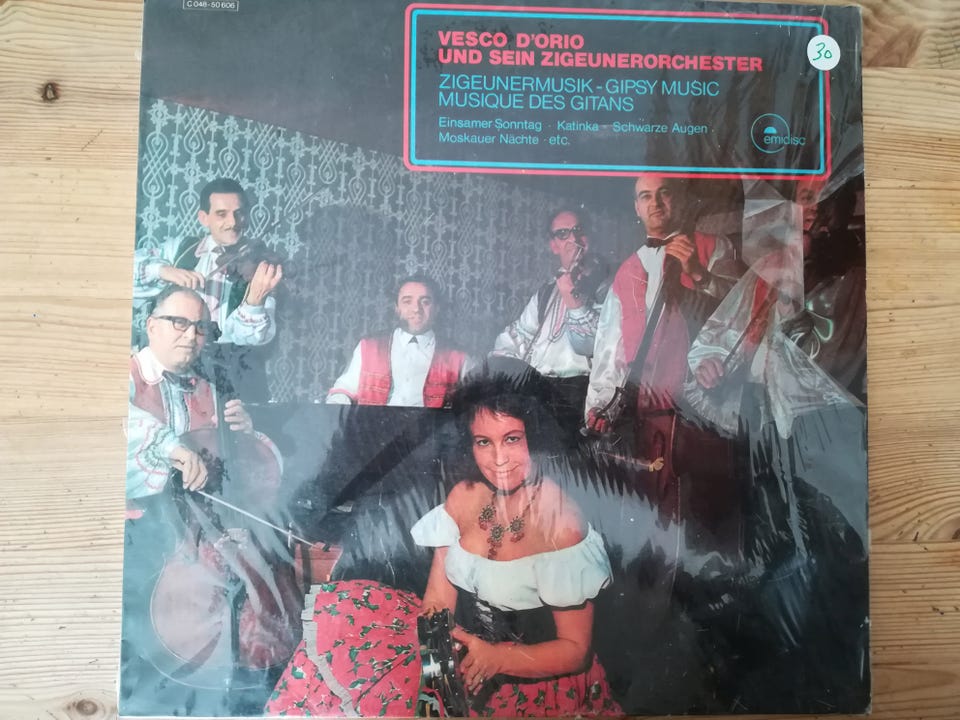 C 048-50 606
VESCO D'ORIO
UND SEIN ZIGEUNERORCHESTER
30
ZIGEUNERMUSIK - GIPSY MUSIC
MUSIQUE DES GITANS
Einsamer Sonntag · Katinka - Schwarze Augen ·
Moskauer Nächte · etc.
emidisc